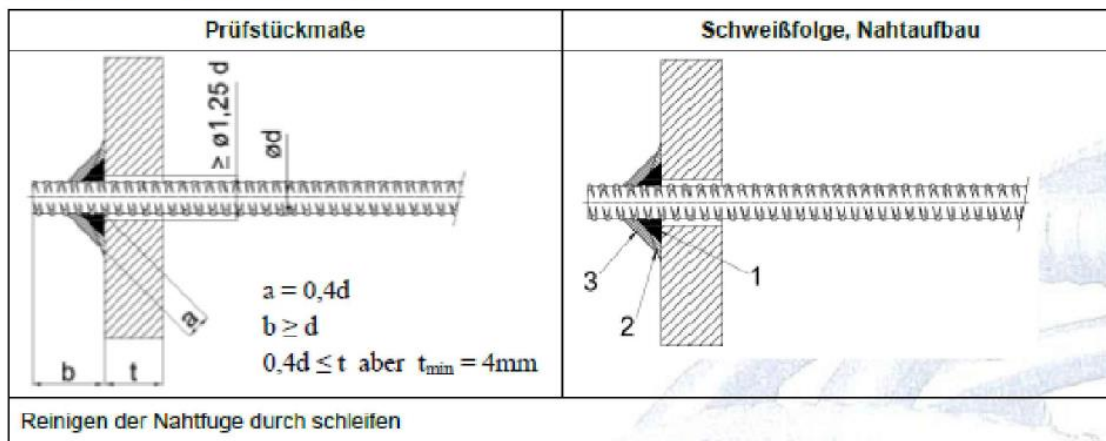 Prüfstückmaße
Schweißfolge, Nahtaufbau
≥ ø1,25 d
ød
a = 0,4d
b ≥ d
0,4d ≤ t aber t_min = 4mm
a
b
t
1
2
3
Reinigen der Nahtfuge durch schleifen